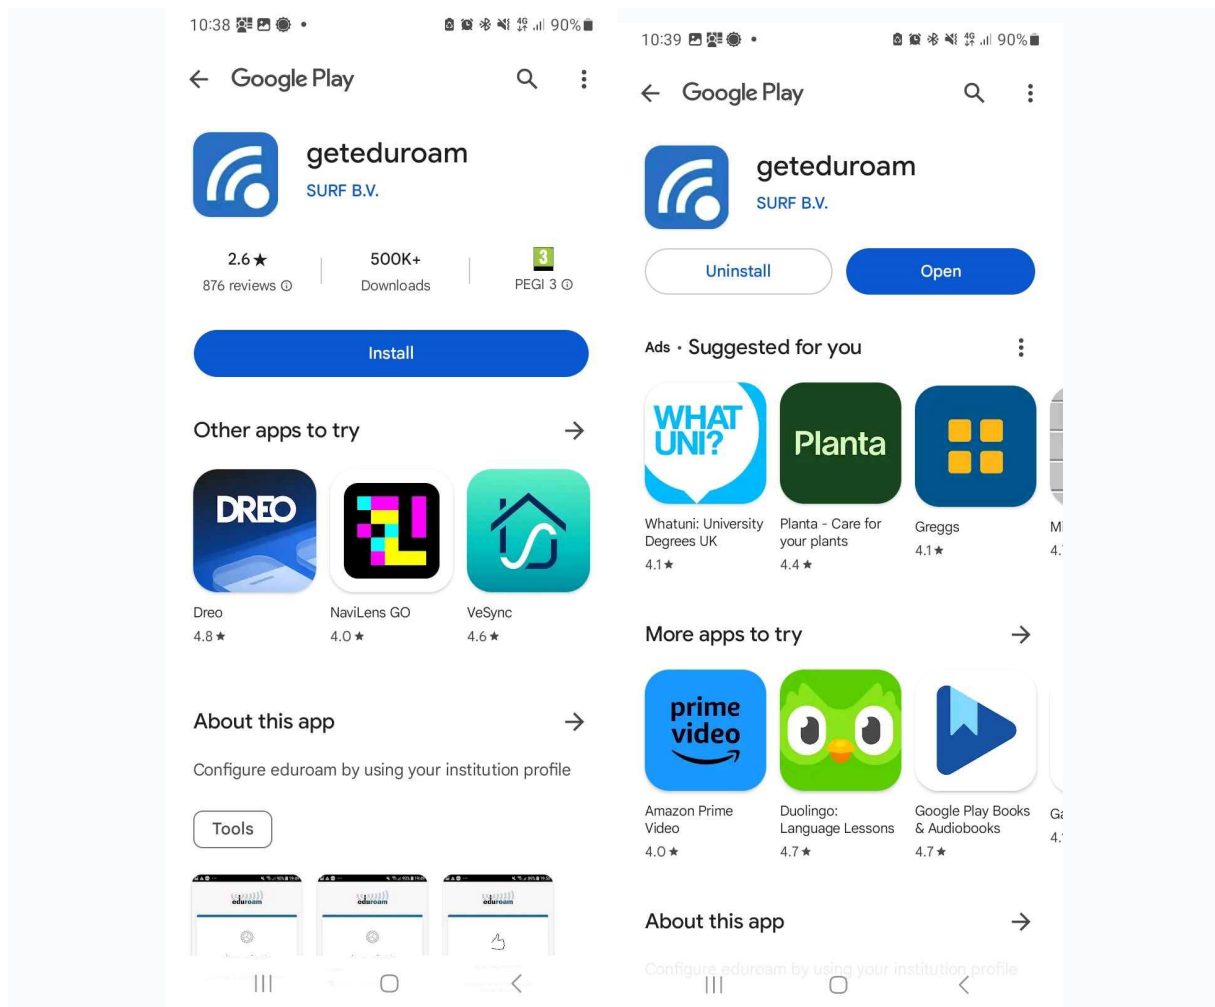 10:38
4G
90%
Google Play
geteduroam
SURF B.V.
2.6★
876 reviews
500K+
Downloads
3
PEGI 3
Install
Other apps to try
DREO
Dreo
4.8★
NaviLens GO
4.0★
VeSync
4.6★
About this app
Configure eduroam by using your institution profile
Tools
eduroam
eduroam
eduroam
10:39
4G
90%
Google Play
geteduroam
SURF B.V.
Uninstall
Open
Ads • Suggested for you
WHAT
UNI?
Whatuni: University
Degrees UK
4.1★
Planta
Planta - Care for
your plants
4.4★
Greggs
4.1★
More apps to try
prime
video
Amazon Prime
Video
4.0★
Duolingo:
Language Lessons
4.7★
Google Play Books
& Audiobooks
4.7★
About this app
Configure eduroam by using your institution profile